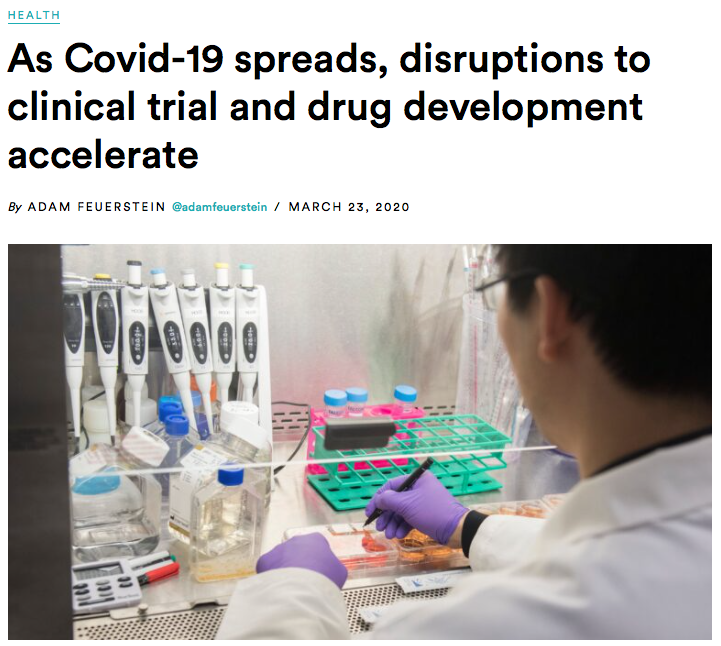 HEALTH
As Covid-19 spreads, disruptions to
clinical trial and drug development
accelerate
By ADAM FEUERSTEIN @adamfeuerstein / MARCH 23, 2020